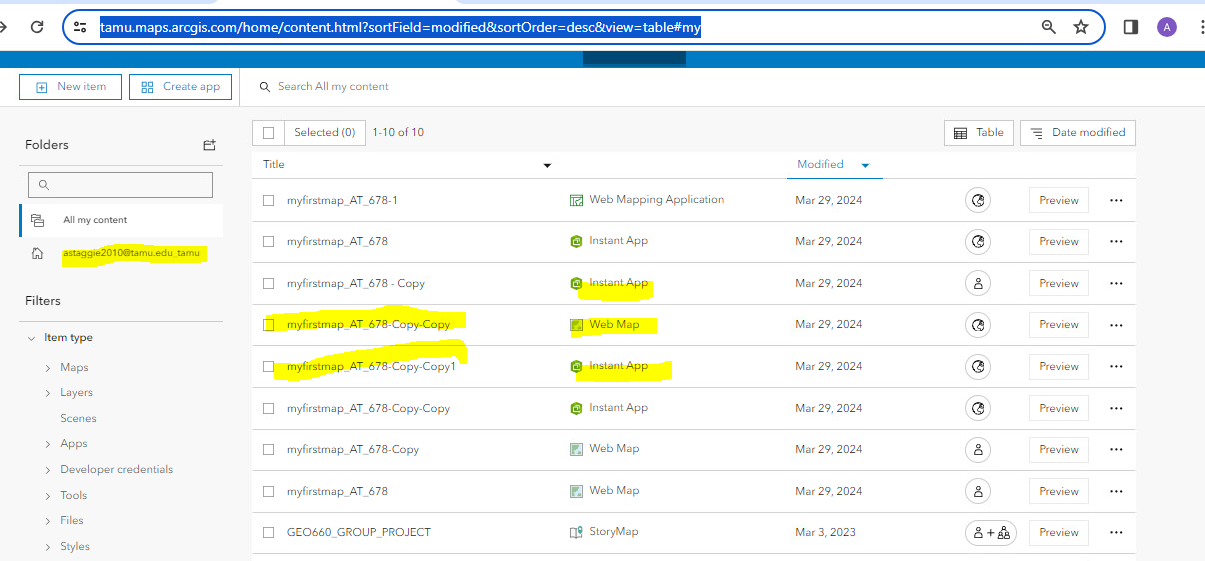 tamu.maps.arcgis.com/home/content.html?sortField=modified&sortOrder=desc&view=table#my
A
New item
Create app
Search All my content
Folders
Selected (0)
1-10 of 10
Table
Date modified
Title
Modified
All my content
astaggie2010@tamu.edu_tamu
Filters
Item type
Maps
Layers
Scenes
Apps
Developer credentials
Tools
Files
Styles
myfirstmap_AT_678-1 Web Mapping Application Mar 29, 2024 Preview
myfirstmap_AT_678 Instant App Mar 29, 2024 Preview
myfirstmap_AT_678 - Copy Instant App Mar 29, 2024 Preview
myfirstmap_AT_678-Copy-Copy Web Map Mar 29, 2024 Preview
myfirstmap_AT_678-Copy-Copy1 Instant App Mar 29, 2024 Preview
myfirstmap_AT_678-Copy-Copy Instant App Mar 29, 2024 Preview
myfirstmap_AT_678-Copy Web Map Mar 29, 2024 Preview
myfirstmap_AT_678 Web Map Mar 29, 2024 Preview
GEO660_GROUP_PROJECT StoryMap Mar 3, 2023 Preview